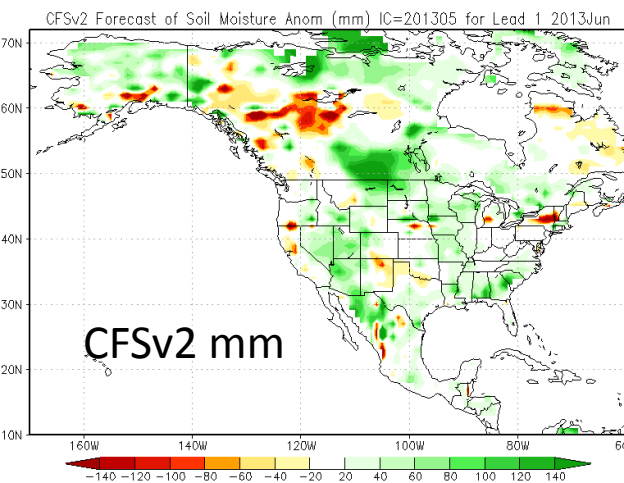 CFSv2 Forecast of Soil Moisture Anom (mm) IC=201305 for Lead 1 2013Jun
70N
60N
50N
40N
30N
CFSv2 mm
20N
10N
160W 140W 120W 100W 80W 60
-140 -120 -100 -80 -60 -40 -20 20 40 60 80 100 120 140